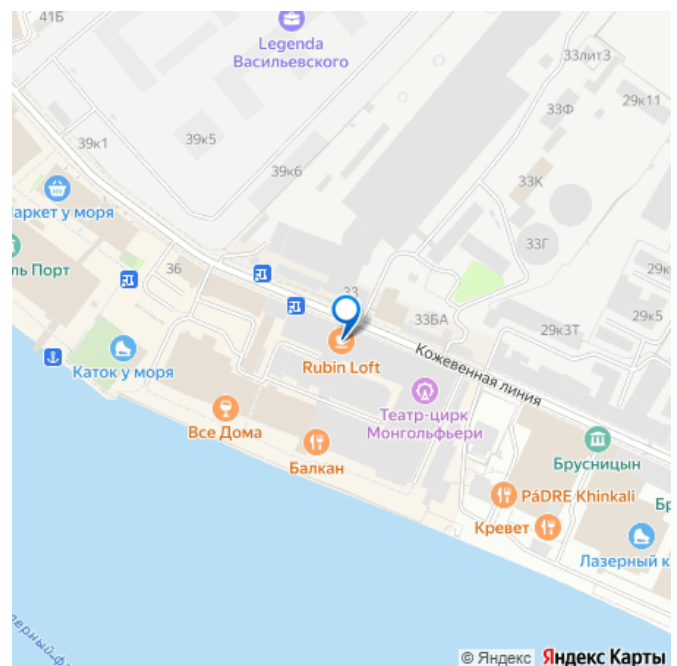 41Б
Legenda
Васильевского
33лит3
33Ф
29к11
39к1
39к5
39к6
33К
аркет у моря
33Г
ль Порт
36
33
29к
33БА
29к3Т
29к5
Rubin Loft
Кожевенная линия
Каток у моря
Театр-цирк
Монгольфьери
Все Дома
Балкан
Брусницын
PáDRE Khinkali
Бр
Кревет
Лазерный к
© Яндекс Яндекс Карты